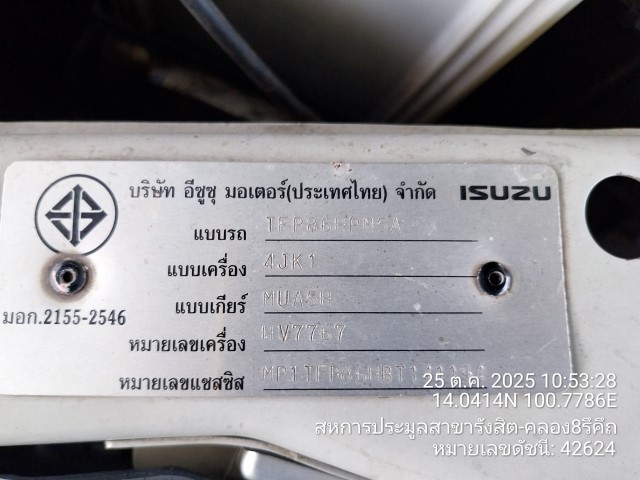 บริษัท อีซูซุ มอเตอร์(ประเทศไทย) จำกัด ISUZU
แบบรถ
แบบเครื่อง 4JK1
แบบเกียร์ MUA5H
มอก.2155-2546
หมายเลขเครื่อง
หมายเลขแชสซิส
25 ต.ค. 2025 10:53:28
14.0414N 100.7786E
สหการประมูลสาขารังสิต-คลอง8รีคีถ
หมายเลขดัชนี: 42624